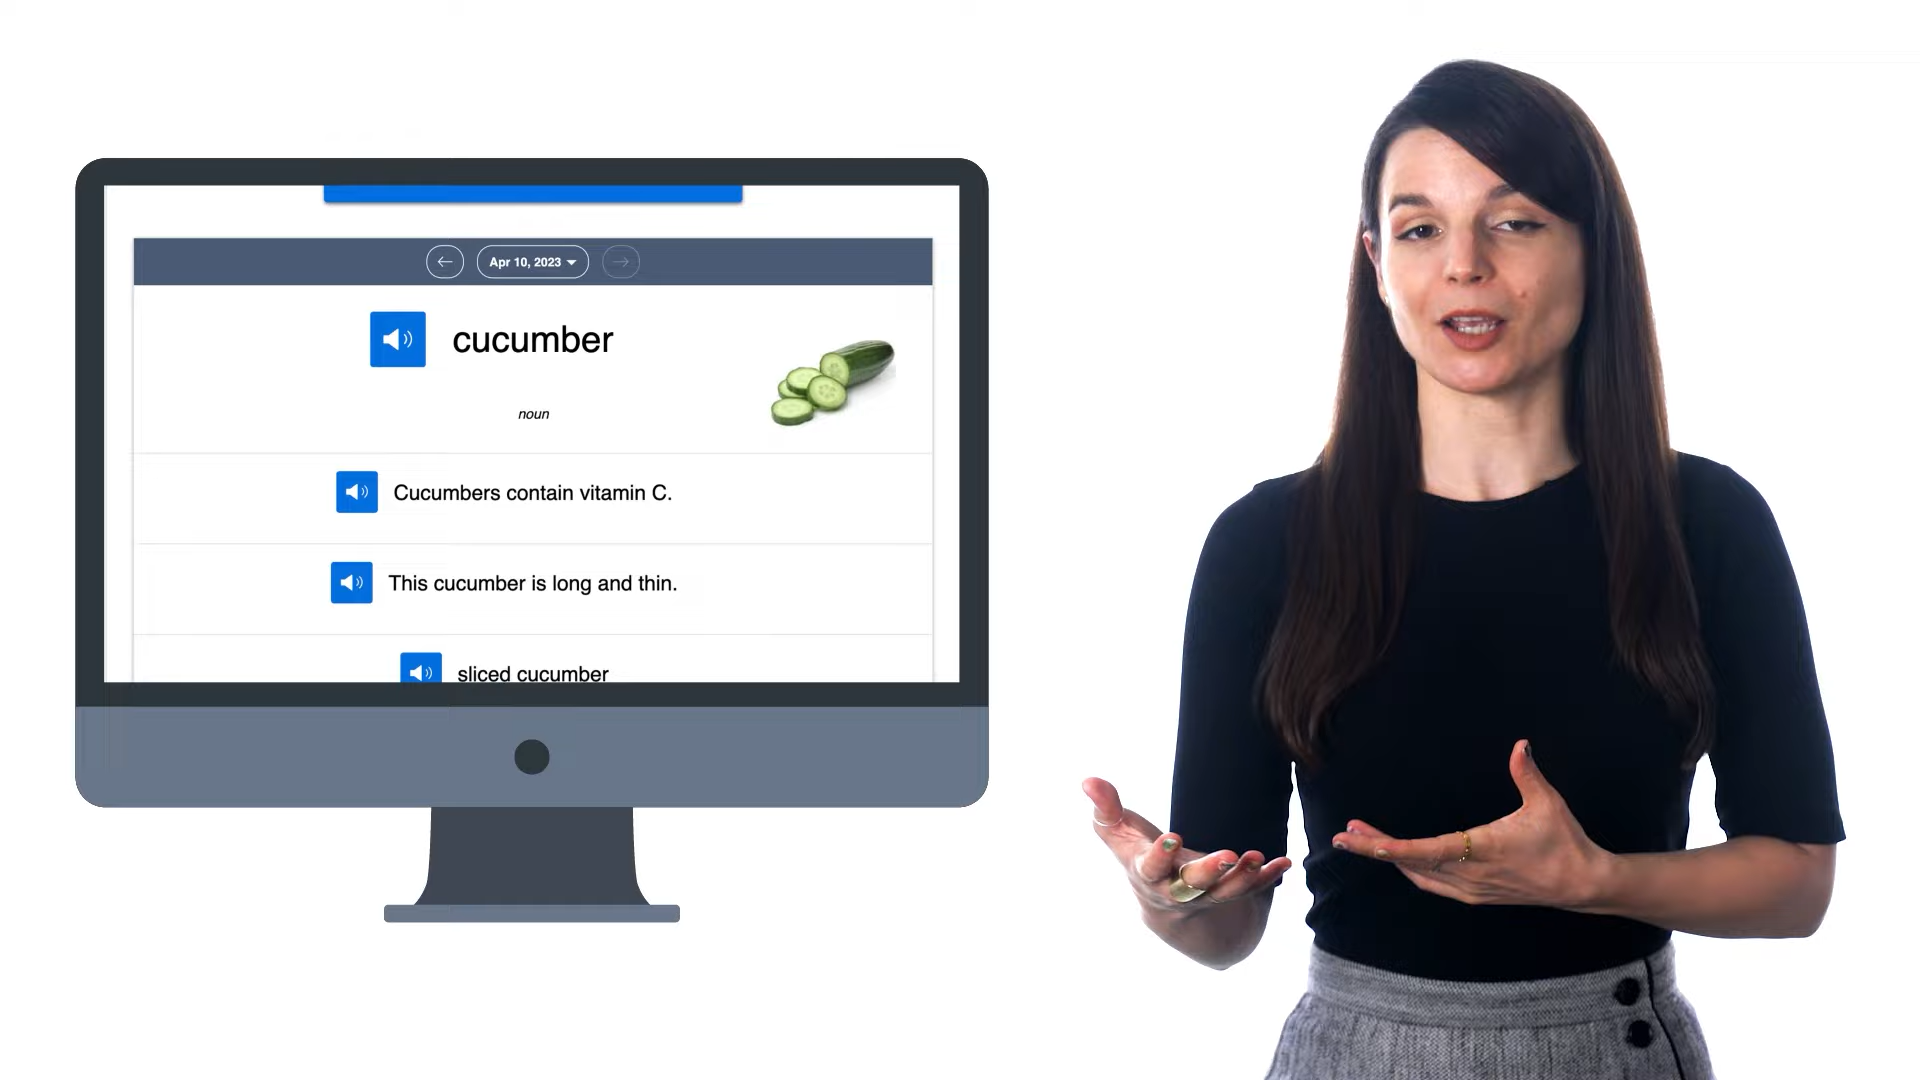 Apr 10, 2023
cucumber
noun
Cucumbers contain vitamin C.
This cucumber is long and thin.
sliced cucumber